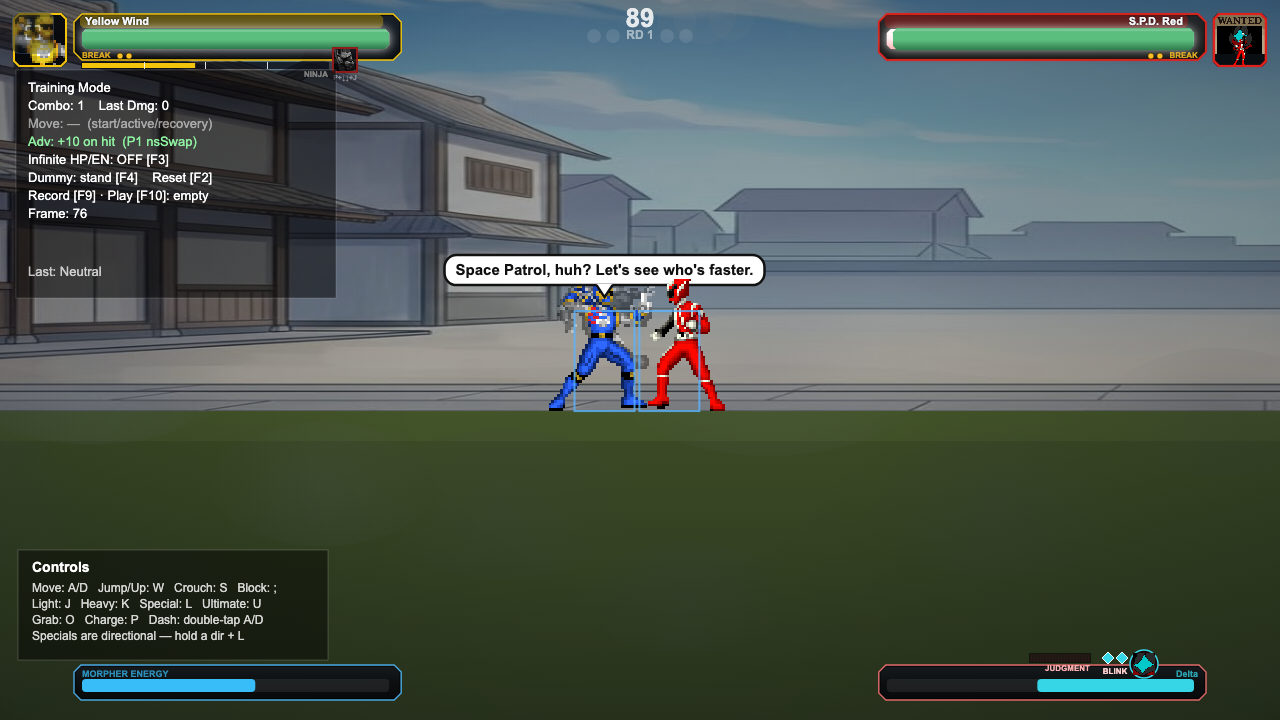 89
RD 1
Yellow Wind
BREAK
NINJA
S.P.D. Red
BREAK
WANTED
Training Mode
Combo: 1 Last Dmg: 0
Move: — (start/active/recovery)
Adv: +10 on hit (P1 nsSwap)
Infinite HP/EN: OFF [F3]
Dummy: stand [F4] Reset [F2]
Record [F9] · Play [F10]: empty
Frame: 76
Last: Neutral
Space Patrol, huh? Let's see who's faster.
Controls
Move: A/D Jump/Up: W Crouch: S Block: ;
Light: J Heavy: K Special: L Ultimate: U
Grab: O Charge: P Dash: double-tap A/D
Specials are directional — hold a dir + L
MORPHER ENERGY
JUDGMENT
BLINK
Delta